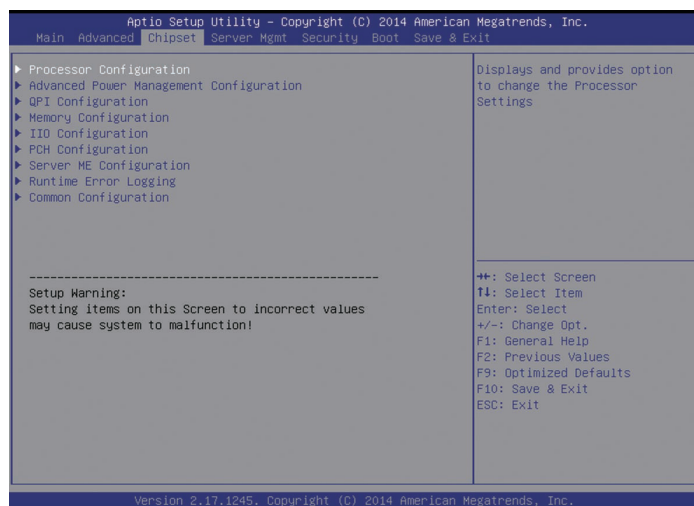 Aptio Setup Utility – Copyright (C) 2014 American Megatrends, Inc.
Main Advanced Chipset Server Mgmt Security Boot Save & Exit
Processor Configuration
Advanced Power Management Configuration
QPI Configuration
Memory Configuration
IIO Configuration
PCH Configuration
Server ME Configuration
Runtime Error Logging
Common Configuration
--------------------------------------------------
Setup Warning:
Setting items on this Screen to incorrect values
may cause system to malfunction!
Displays and provides option
to change the Processor
Settings
→←: Select Screen
↑↓: Select Item
Enter: Select
+/-: Change Opt.
F1: General Help
F2: Previous Values
F9: Optimized Defaults
F10: Save & Exit
ESC: Exit
Version 2.17.1245. Copyright (C) 2014 American Megatrends, Inc.